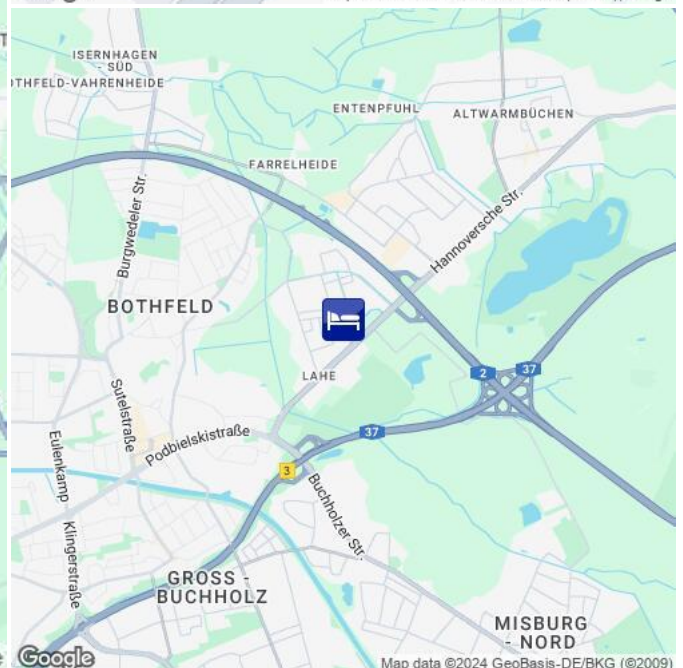 ISERNHAGEN
- SÜD
OTHFELD-VAHRENHEIDE
ENTENPFUHL
ALTWARMBÜCHEN
FARRELHEIDE
Burgwedeler Str.
Hannoversche Str.
BOTHFELD
LAHE
2
37
37
Sutelstraße
Podbielskistraße
3
Eulenkamp
Klingerstraße
Buchholzer Str.
GROSS -
BUCHHOLZ
MISBURG
- NORD
Google
Map data ©2024 GeoBasis-DE/BKG (©2009)